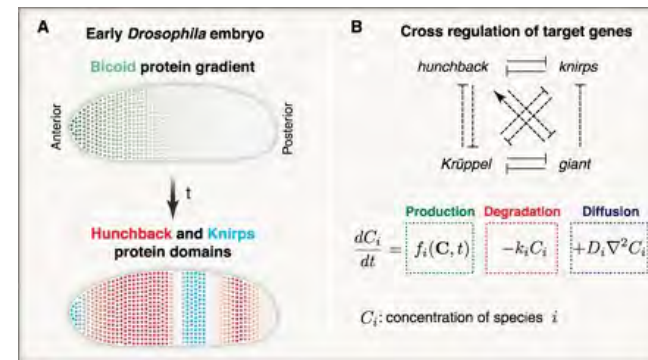 A
Early Drosophila embryo
Bicoid protein gradient
Anterior
Posterior
t
Hunchback and Knirps
protein domains
B
Cross regulation of target genes
hunchback
knirps
Krüppel
giant
Production Degradation Diffusion
dC_i/dt = f_i(C, t) −k_iC_i +D_i∇²C_i
C_i: concentration of species i